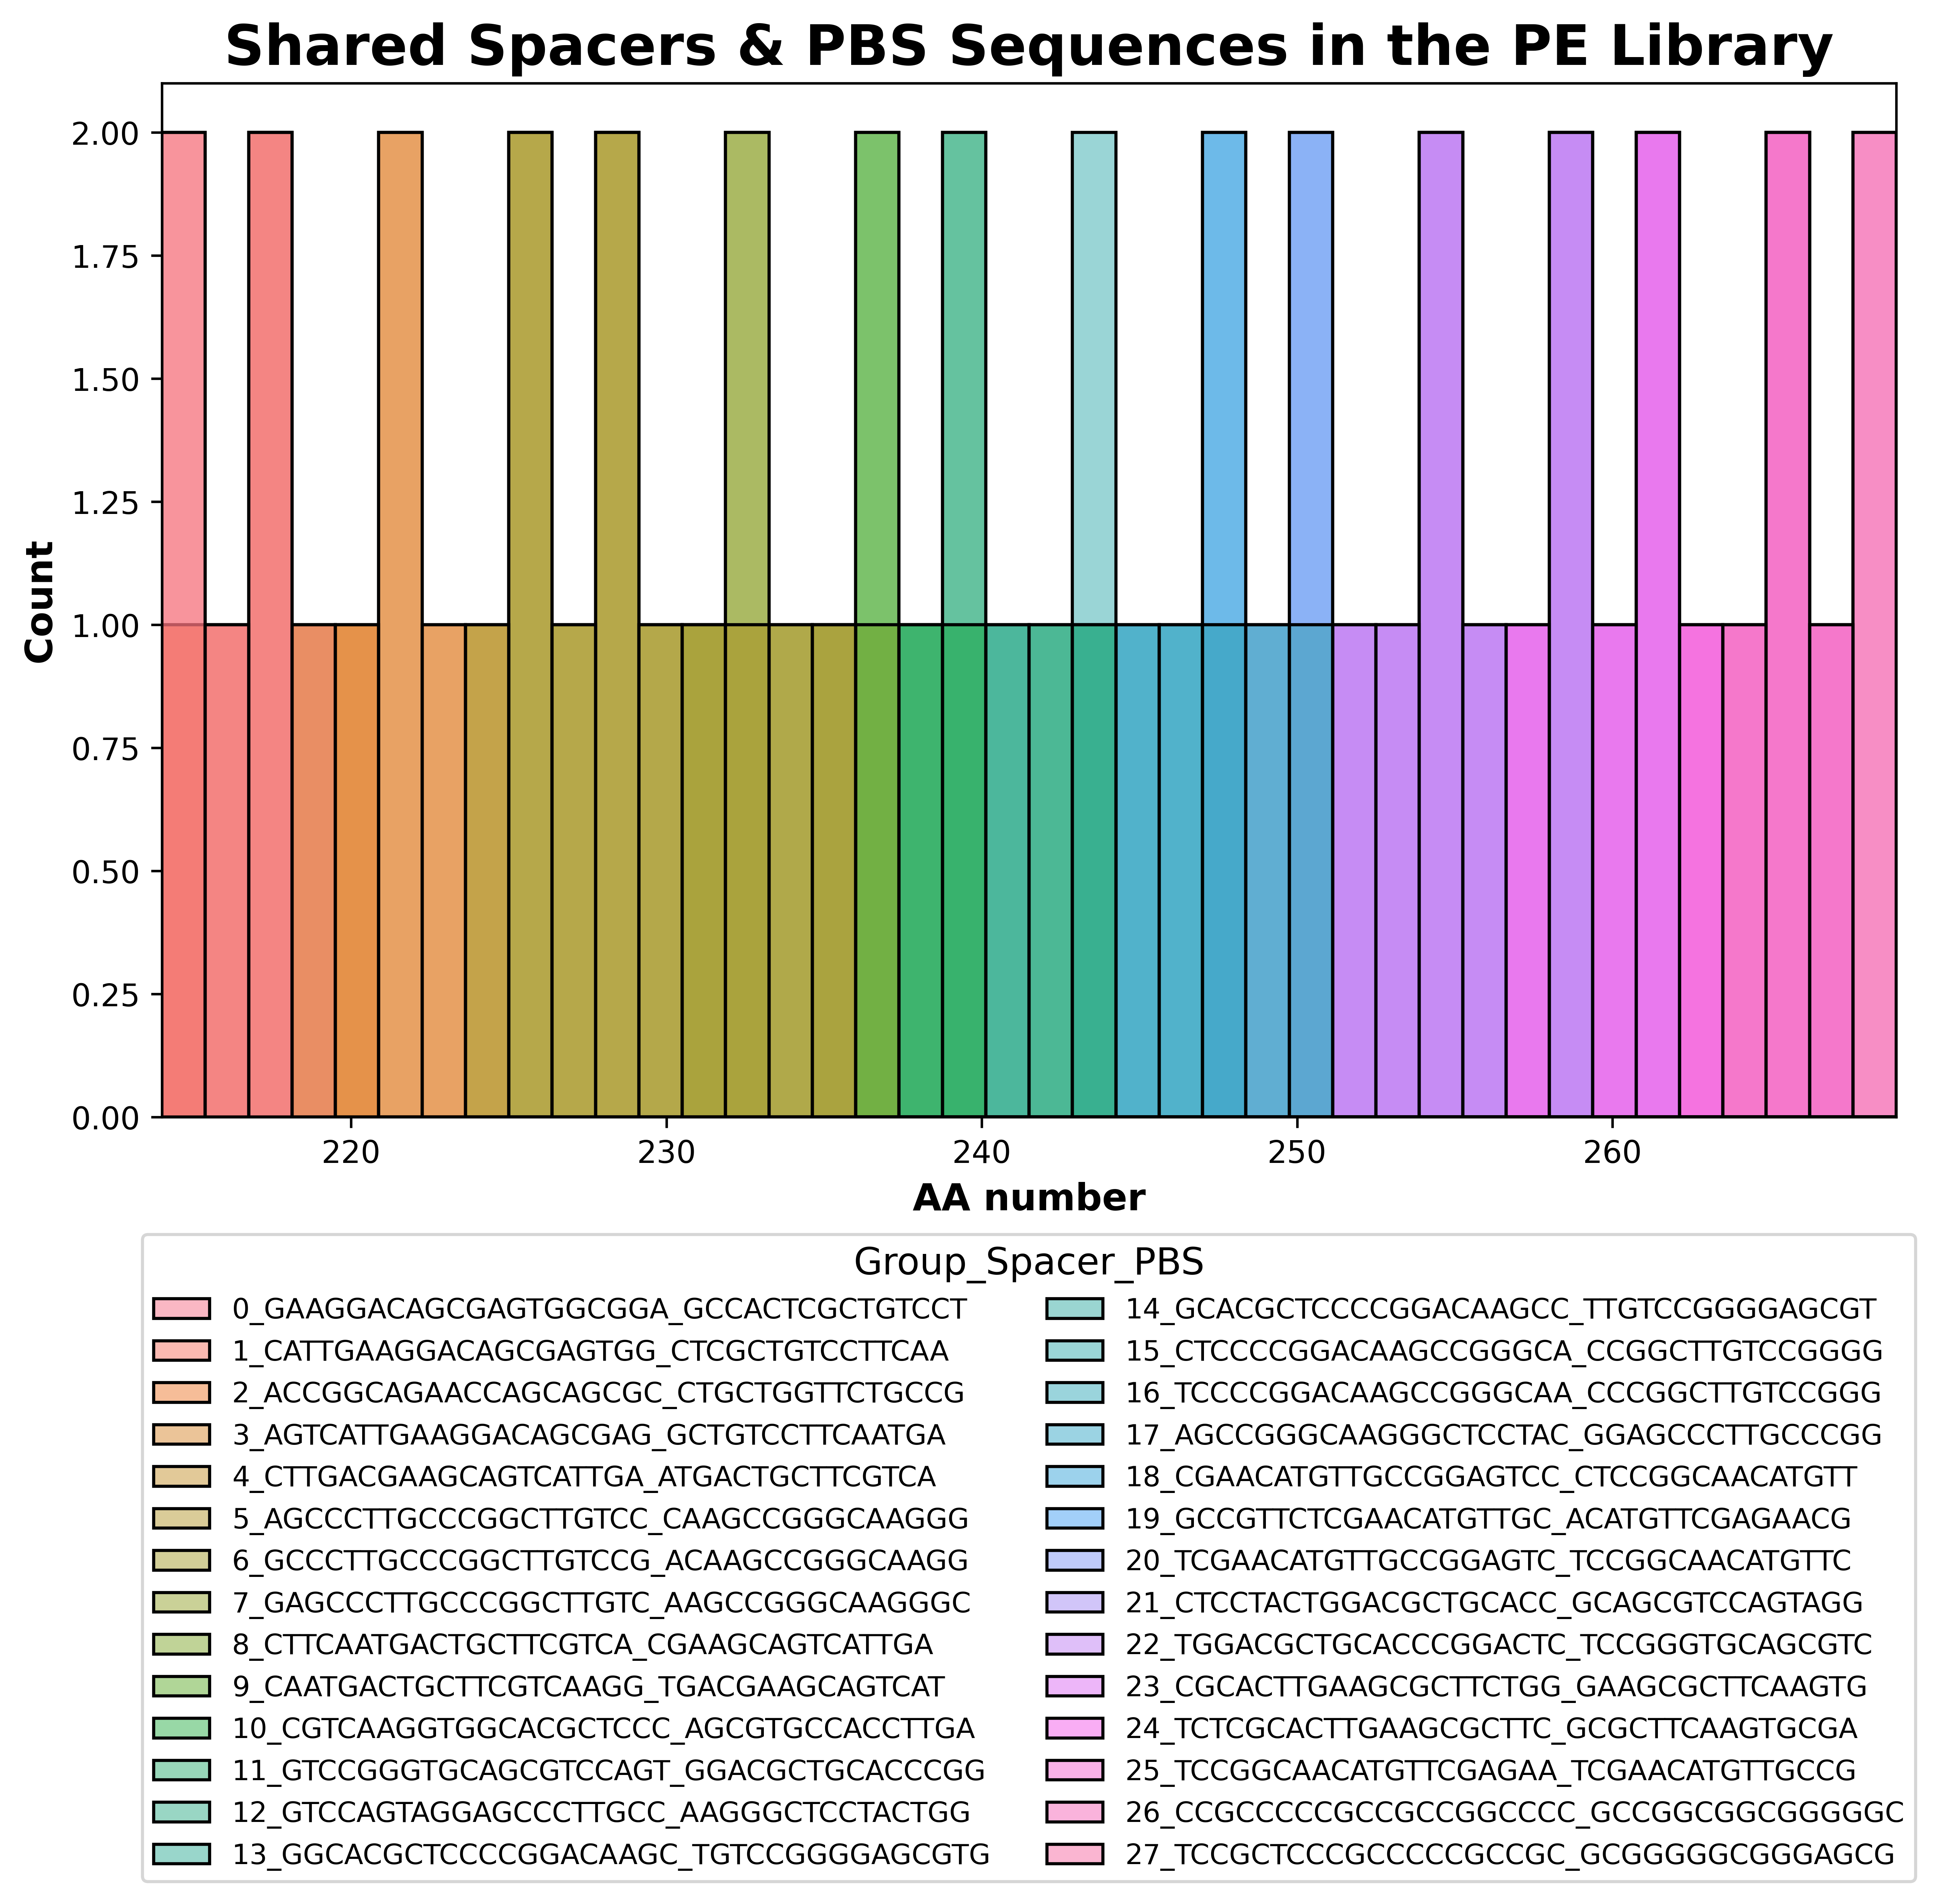 Shared Spacers & PBS Sequences in the PE Library
2.00
1.75
1.50
1.25
1.00
0.75
0.50
0.25
0.00
Count
220 230 240 250 260
AA number
Group_Spacer_PBS
0_GAAGGACAGCGAGTGGCGGA_GCCACTCGCTGTCCT
1_CATTGAAGGACAGCGAGTGG_CTCGCTGTCCTTCAA
2_ACCGGCAGAACCAGCAGCGC_CTGCTGGTTCTGCCG
3_AGTCATTGAAGGACAGCGAG_GCTGTCCTTCAATGA
4_CTTGACGAAGCAGTCATTGA_ATGACTGCTTCGTCA
5_AGCCCTTGCCCGGCTTGTCC_CAAGCCGGGCAAGGG
6_GCCCTTGCCCGGCTTGTCCG_ACAAGCCGGGCAAGG
7_GAGCCCTTGCCCGGCTTGTC_AAGCCGGGCAAGGGC
8_CTTCAATGACTGCTTCGTCA_CGAAGCAGTCATTGA
9_CAATGACTGCTTCGTCAAGG_TGACGAAGCAGTCAT
10_CGTCAAGGTGGCACGCTCCC_AGCGTGCCACCTTGA
11_GTCCGGGTGCAGCGTCCAGT_GGACGCTGCACCCGG
12_GTCCAGTAGGAGCCCTTGCC_AAGGGCTCCTACTGG
13_GGCACGCTCCCCGGACAAGC_TGTCCGGGGAGCGTG
14_GCACGCTCCCCGGACAAGCC_TTGTCCGGGGAGCGT
15_CTCCCCGGACAAGCCGGGCA_CCGGCTTGTCCGGGG
16_TCCCCGGACAAGCCGGGCAA_CCCGGCTTGTCCGGG
17_AGCCGGGCAAGGGCTCCTAC_GGAGCCCTTGCCCGG
18_CGAACATGTTGCCGGAGTCC_CTCCGGCAACATGTT
19_GCCGTTCTCGAACATGTTGC_ACATGTTCGAGAACG
20_TCGAACATGTTGCCGGAGTC_TCCGGCAACATGTTC
21_CTCCTACTGGACGCTGCACC_GCAGCGTCCAGTAGG
22_TGGACGCTGCACCCGGACTC_TCCGGGTGCAGCGTC
23_CGCACTTGAAGCGCTTCTGG_GAAGCGCTTCAAGTG
24_TCTCGCACTTGAAGCGCTTC_GCGCTTCAAGTGCGA
25_TCCGGCAACATGTTCGAGAA_TCGAACATGTTGCCG
26_CCGCCCCCGCCGCCGGCCCC_GCCGGCGGCGGGGGC
27_TCCGCTCCCGCCCCCGCCGC_GCGGGGGCGGGAGCG